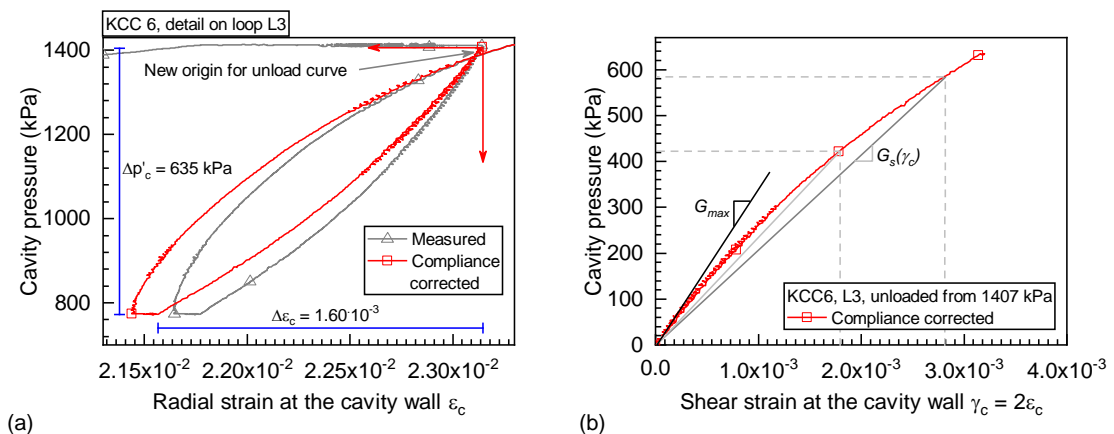 KCC 6, detail on loop L3
1400
1200
1000
800
Cavity pressure (kPa)
New origin for unload curve
Δp'c = 635 kPa
Measured
Compliance
corrected
Δεc = 1.60·10⁻³
2.15x10⁻² 2.20x10⁻² 2.25x10⁻² 2.30x10⁻²
Radial strain at the cavity wall εc
(a)
600
500
400
300
200
100
0
Cavity pressure (kPa)
Gmax
Gs(γc)
KCC6, L3, unloaded from 1407 kPa
Compliance corrected
0.0 1.0x10⁻³ 2.0x10⁻³ 3.0x10⁻³ 4.0x10⁻³
Shear strain at the cavity wall γc = 2εc
(b)